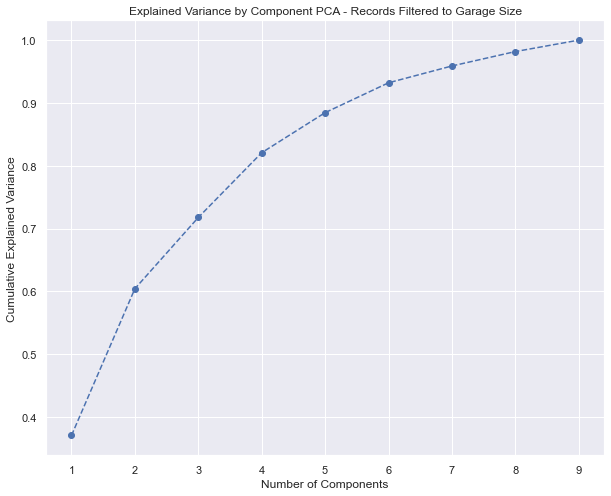 Explained Variance by Component PCA - Records Filtered to Garage Size
1.0
0.9
0.8
0.7
0.6
0.5
0.4
Cumulative Explained Variance
1 2 3 4 5 6 7 8 9
Number of Components